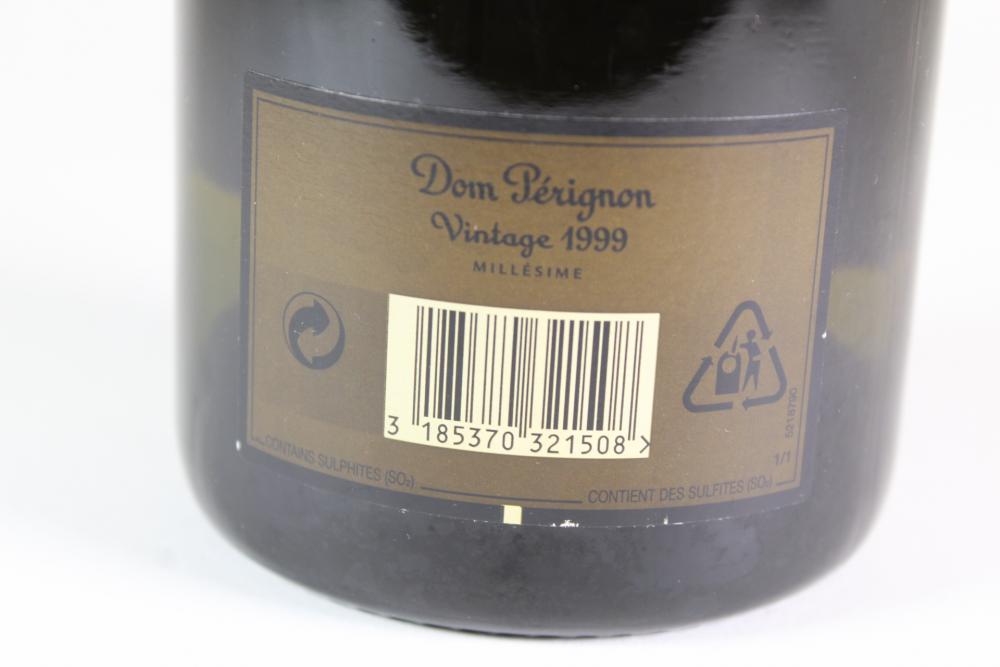 Dom Pérignon
Vintage 1999
MILLÉSIME
3 185370 321508 >
5218790
1/1
CONTAINS SULPHITES (SO₂)
CONTIENT DES SULFITES (SO₂)